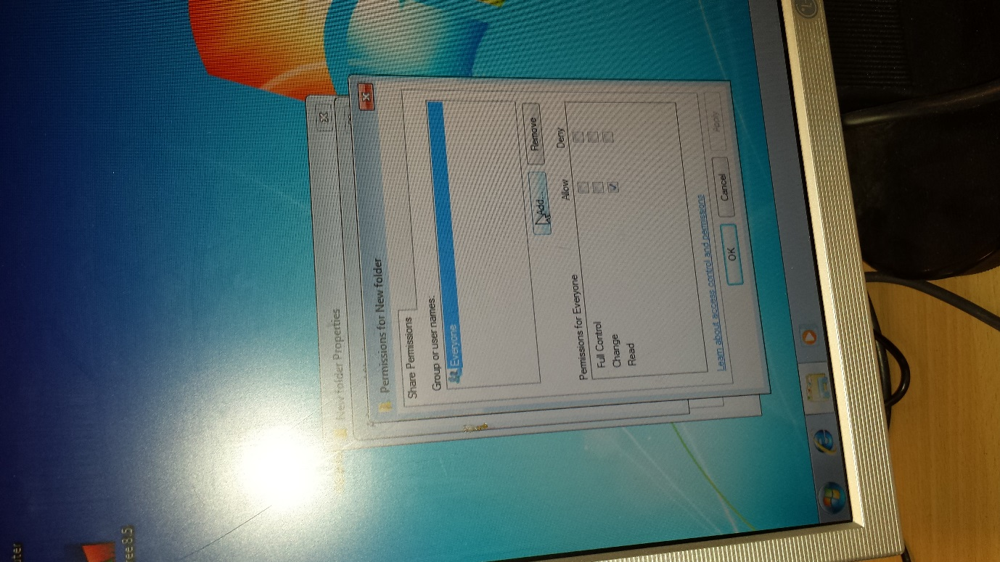 New folder Properties
Permissions for New folder
Share Permissions
Group or user names:
Everyone
Add... Remove
Permissions for Everyone Allow Deny
Full Control
Change
Read
Learn about access control and permissions
OK Cancel Apply
ter
ee 8.5